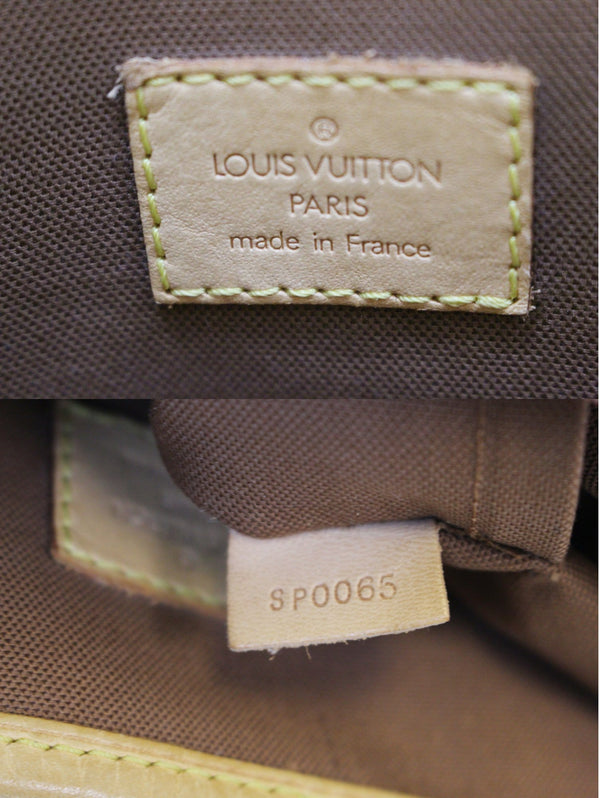 ®
LOUIS VUITTON
PARIS
made in France
SP0065